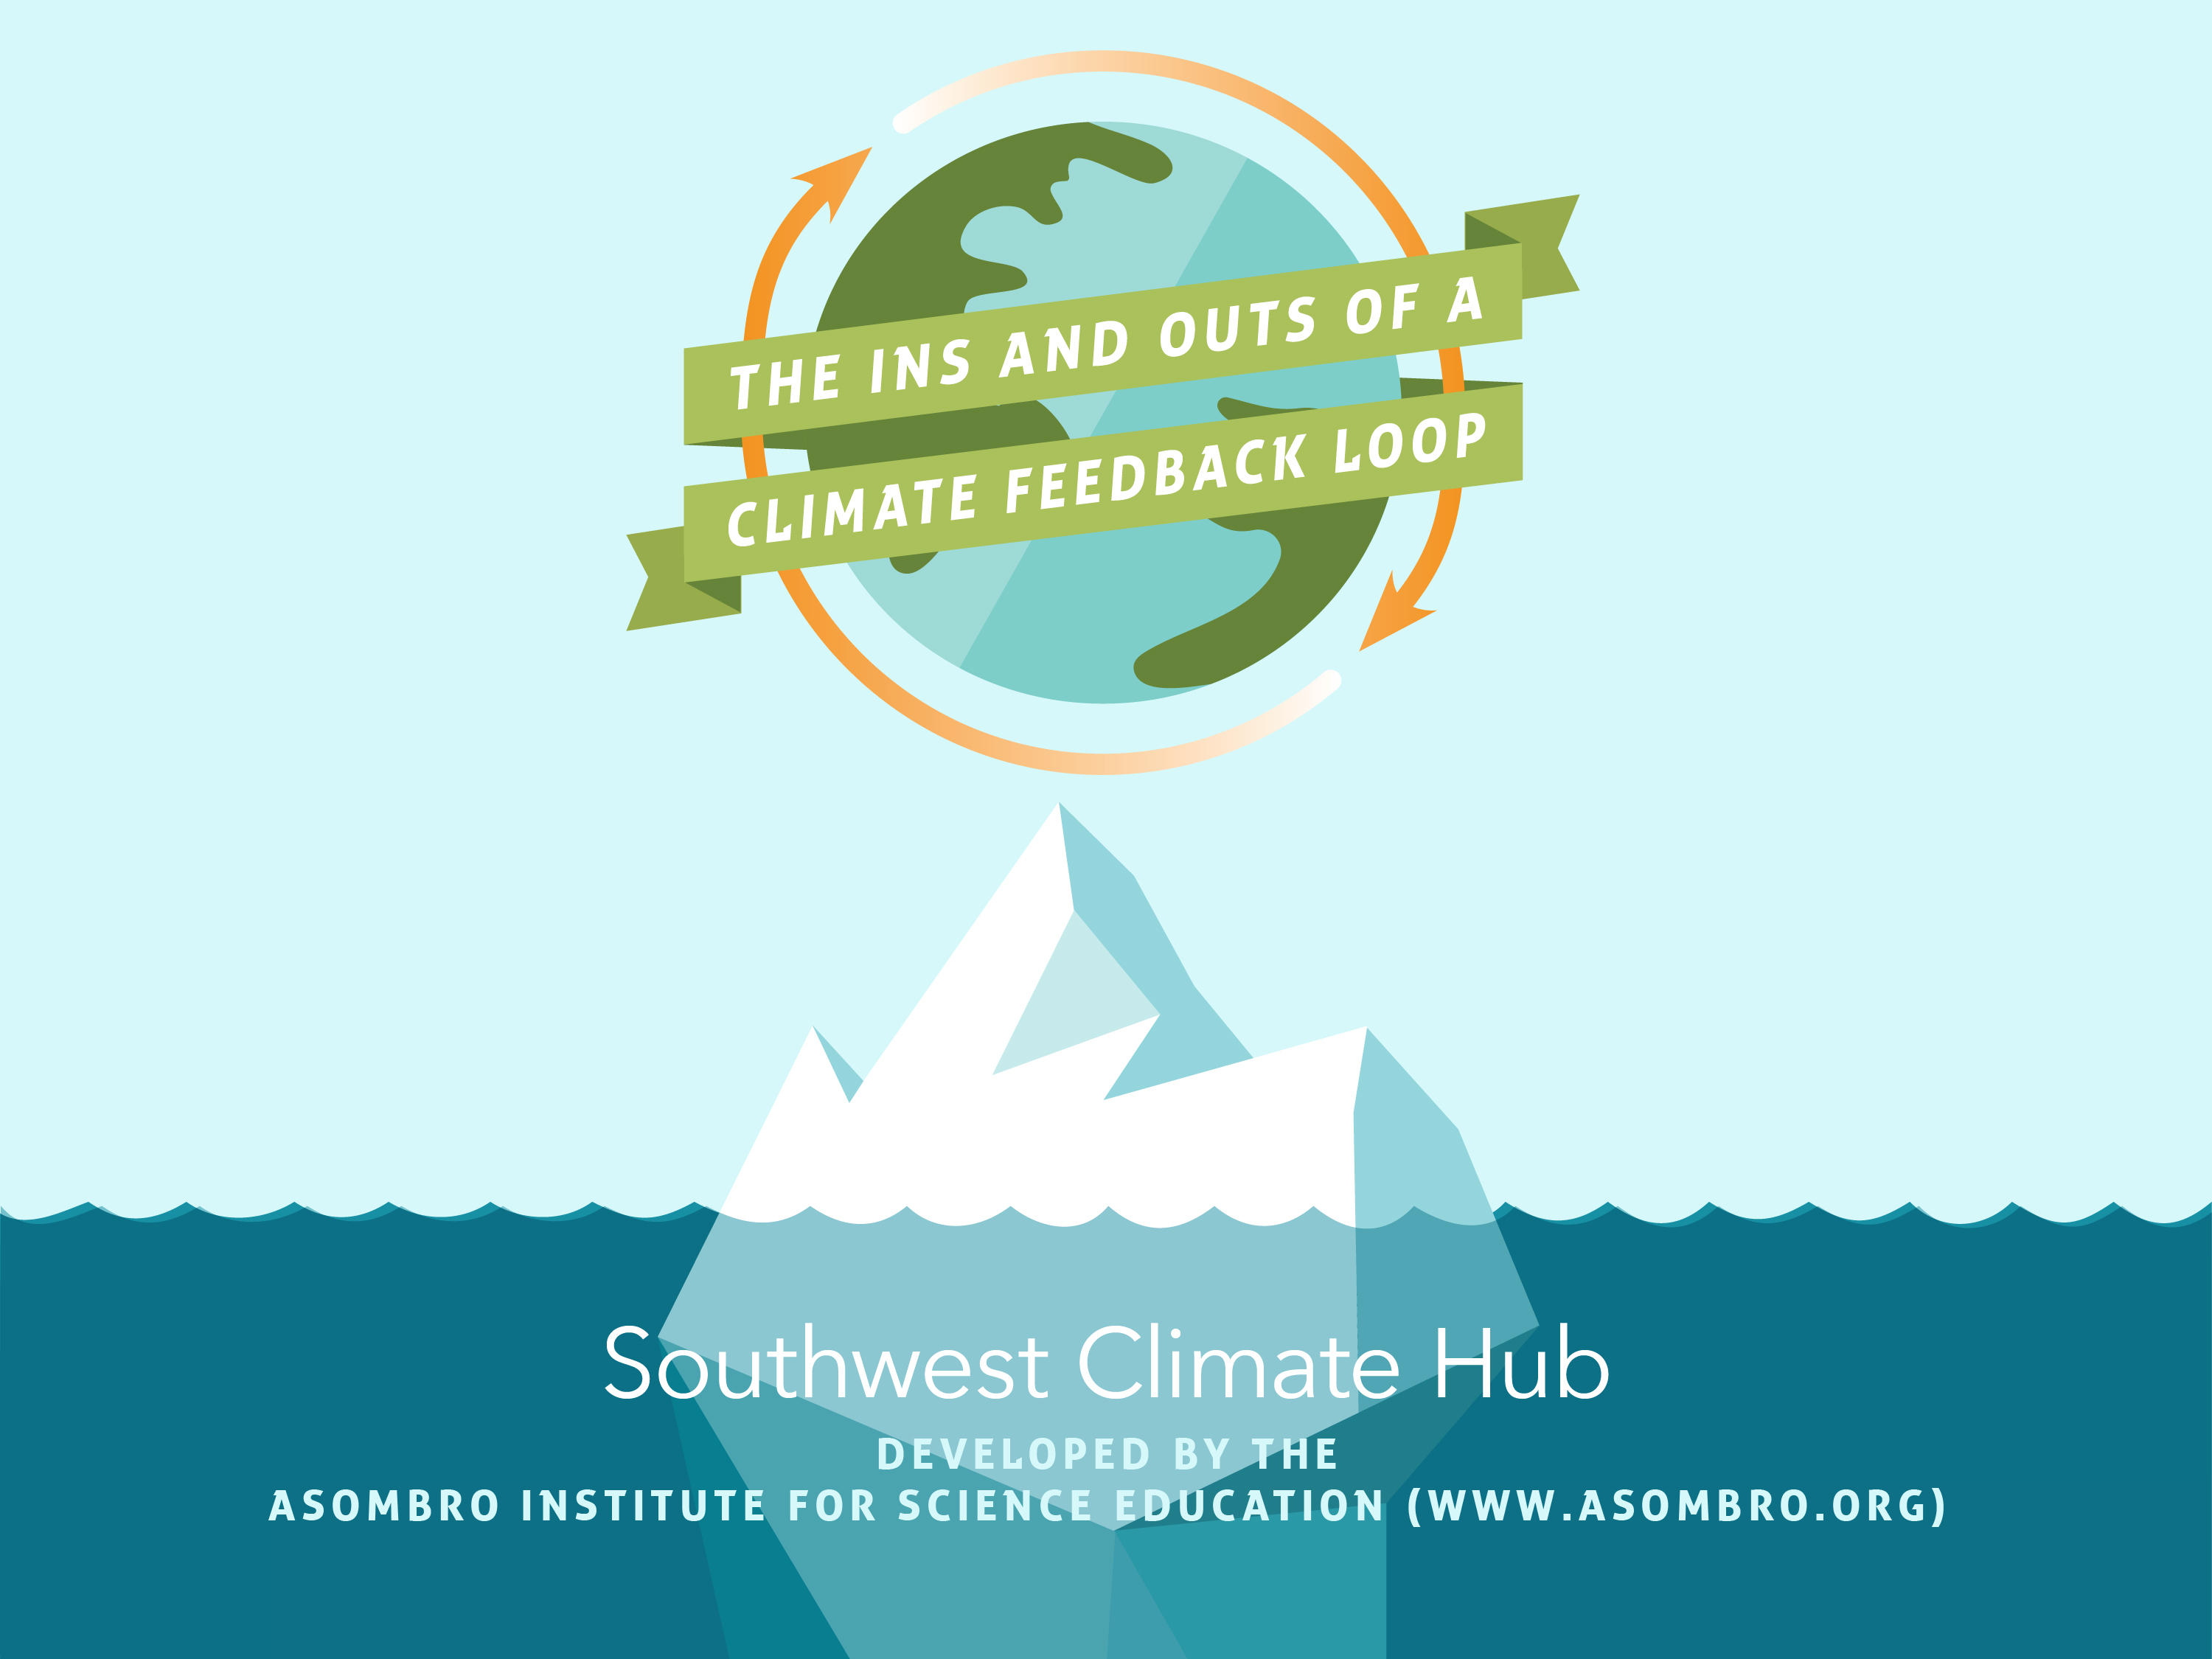 THE INS AND OUTS OF A
CLIMATE FEEDBACK LOOP
Southwest Climate Hub
DEVELOPED BY THE
ASOMBRO INSTITUTE FOR SCIENCE EDUCATION (WWW.ASOMBRO.ORG)